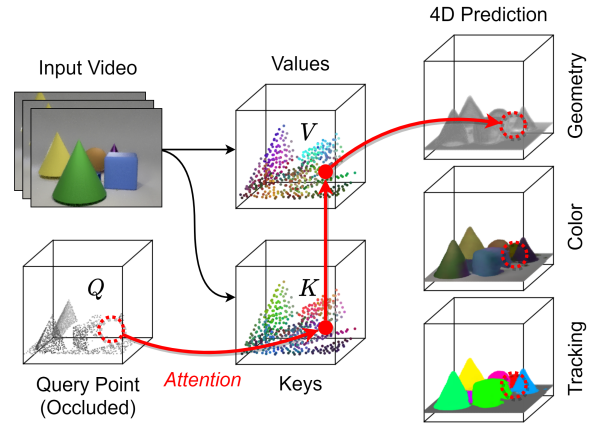 4D Prediction
Input Video
Values
Geometry
V
Color
Q
K
Tracking
Query Point
(Occluded)
Attention
Keys